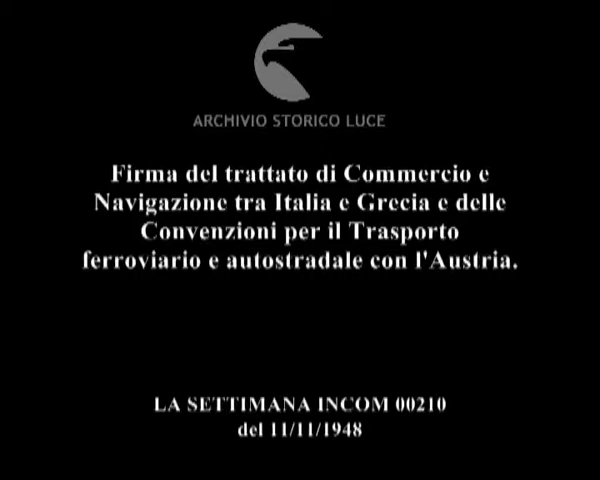 ARCHIVIO STORICO LUCE
Firma del trattato di Commercio e
Navigazione tra Italia e Grecia e delle
Convenzioni per il Trasporto
ferroviario e autostradale con l'Austria.
LA SETTIMANA INCOM 00210
del 11/11/1948